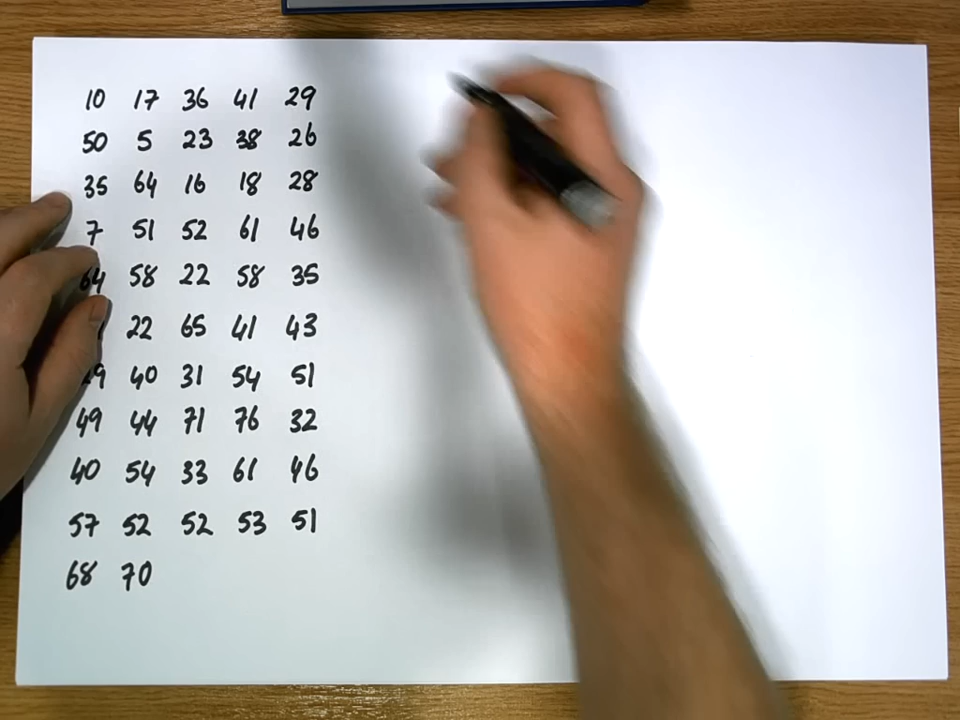 10 17 36 41 29
50 5 23 38 26
35 64 16 18 28
7 51 52 61 46
64 58 22 58 35
22 65 41 43
40 31 54 51
49 44 71 76 32
40 54 33 61 46
57 52 52 53 51
68 70